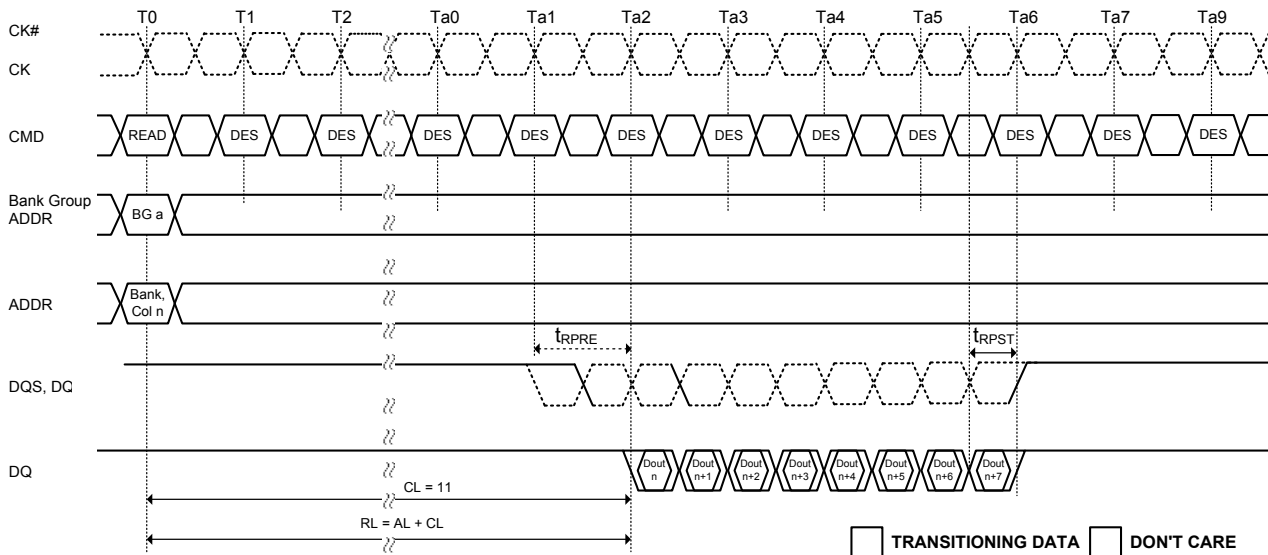 T0 T1 T2 Ta0 Ta1 Ta2 Ta3 Ta4 Ta5 Ta6 Ta7 Ta9
CK#
CK
CMD READ DES DES DES DES DES DES DES DES DES DES DES
Bank Group
ADDR
BG a
ADDR
Bank,
Col n
tRPRE
tRPST
DQS, DQ
DQ
Dout Dout Dout Dout Dout Dout Dout Dout
n n+1 n+2 n+3 n+4 n+5 n+6 n+7
CL = 11
RL = AL + CL
TRANSITIONING DATA DON'T CARE